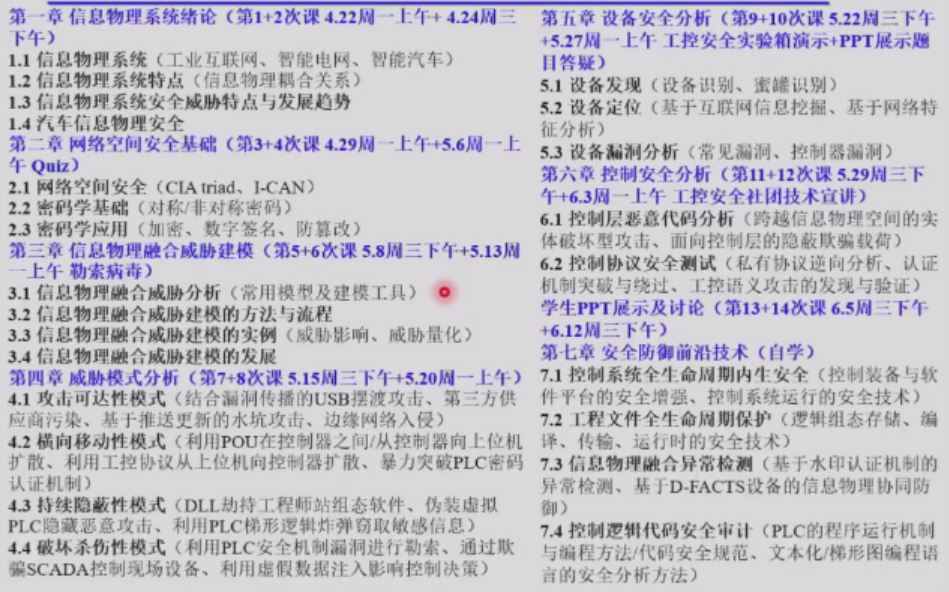 第一章 信息物理系统绪论（第1+2次课 4.22周一上午+ 4.24周三
下午）
1.1 信息物理系统（工业互联网、智能电网、智能汽车）
1.2 信息物理系统特点（信息物理耦合关系）
1.3 信息物理系统安全威胁特点与发展趋势
1.4 汽车信息物理安全
第二章 网络空间安全基础（第3+4次课 4.29周一上午+5.6周一上
午 Quiz）
2.1 网络空间安全（CIA triad、I-CAN）
2.2 密码学基础（对称/非对称密码）
2.3 密码学应用（加密、数字签名、防篡改）
第三章 信息物理融合威胁建模（第5+6次课 5.8周三下午+5.13周
一上午 勒索病毒）
3.1 信息物理融合威胁分析（常用模型及建模工具）
3.2 信息物理融合威胁建模的方法与流程
3.3 信息物理融合威胁建模的实例（威胁影响、威胁量化）
3.4 信息物理融合威胁建模的发展
第四章 威胁模式分析（第7+8次课 5.15周三下午+5.20周一上午）
4.1 攻击可达性模式（结合漏洞传播的USB摆渡攻击、第三方供
应商污染、基于推送更新的水坑攻击、边缘网络入侵）
4.2 横向移动性模式（利用POU在控制器之间/从控制器向上位机
扩散、利用工控协议从上位机向控制器扩散、暴力突破PLC密码
认证机制）
4.3 持续隐蔽性模式（DLL劫持工程师站组态软件、伪装虚拟
PLC隐藏恶意攻击、利用PLC梯形逻辑炸弹窃取敏感信息）
4.4 破坏杀伤性模式（利用PLC安全机制漏洞进行勒索、通过欺
骗SCADA控制现场设备、利用虚假数据注入影响控制决策）
第五章 设备安全分析（第9+10次课 5.22周三下午
+5.27周一上午 工控安全实验箱演示+PPT展示题
目答疑）
5.1 设备发现（设备识别、蜜罐识别）
5.2 设备定位（基于互联网信息挖掘、基于网络特
征分析）
5.3 设备漏洞分析（常见漏洞、控制器漏洞）
第六章 控制安全分析（第11+12次课 5.29周三下
午+6.3周一上午 工控安全社团技术宣讲）
6.1 控制层恶意代码分析（跨越信息物理空间的实
体破坏型攻击、面向控制层的隐蔽欺骗载荷）
6.2 控制协议安全测试（私有协议逆向分析、认证
机制突破与绕过、工控语义攻击的发现与验证）
学生PPT展示及讨论（第13+14次课 6.5周三下午
+6.12周三下午）
第七章 安全防御前沿技术（自学）
7.1 控制系统全生命周期内生安全（控制装备与软
件平台的安全增强、控制系统运行的安全技术）
7.2 工程文件全生命周期保护（逻辑组态存储、编
译、传输、运行时的安全技术）
7.3 信息物理融合异常检测（基于水印认证机制的
异常检测、基于D-FACTS设备的信息物理协同防
御）
7.4 控制逻辑代码安全审计（PLC的程序运行机制
与编程方法/代码安全规范、文本化/梯形图编程语
言的安全分析方法）